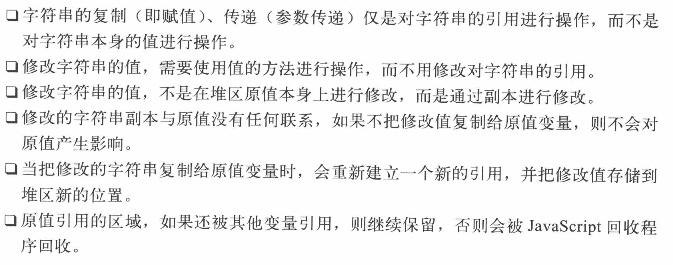 ❑字符串的复制（即赋值）、传递（参数传递）仅是对字符串的引用进行操作，而不是
对字符串本身的值进行操作。
❑修改字符串的值，需要使用值的方法进行操作，而不用修改对字符串的引用。
❑修改字符串的值，不是在堆区原值本身上进行修改，而是通过副本进行修改。
❑修改的字符串副本与原值没有任何联系，如果不把修改值复制给原值变量，则不会对
原值产生影响。
❑当把修改的字符串复制给原值变量时，会重新建立一个新的引用，并把修改值存储到
堆区新的位置。
❑原值引用的区域，如果还被其他变量引用，则继续保留，否则会被 JavaScript 回收程
序回收。